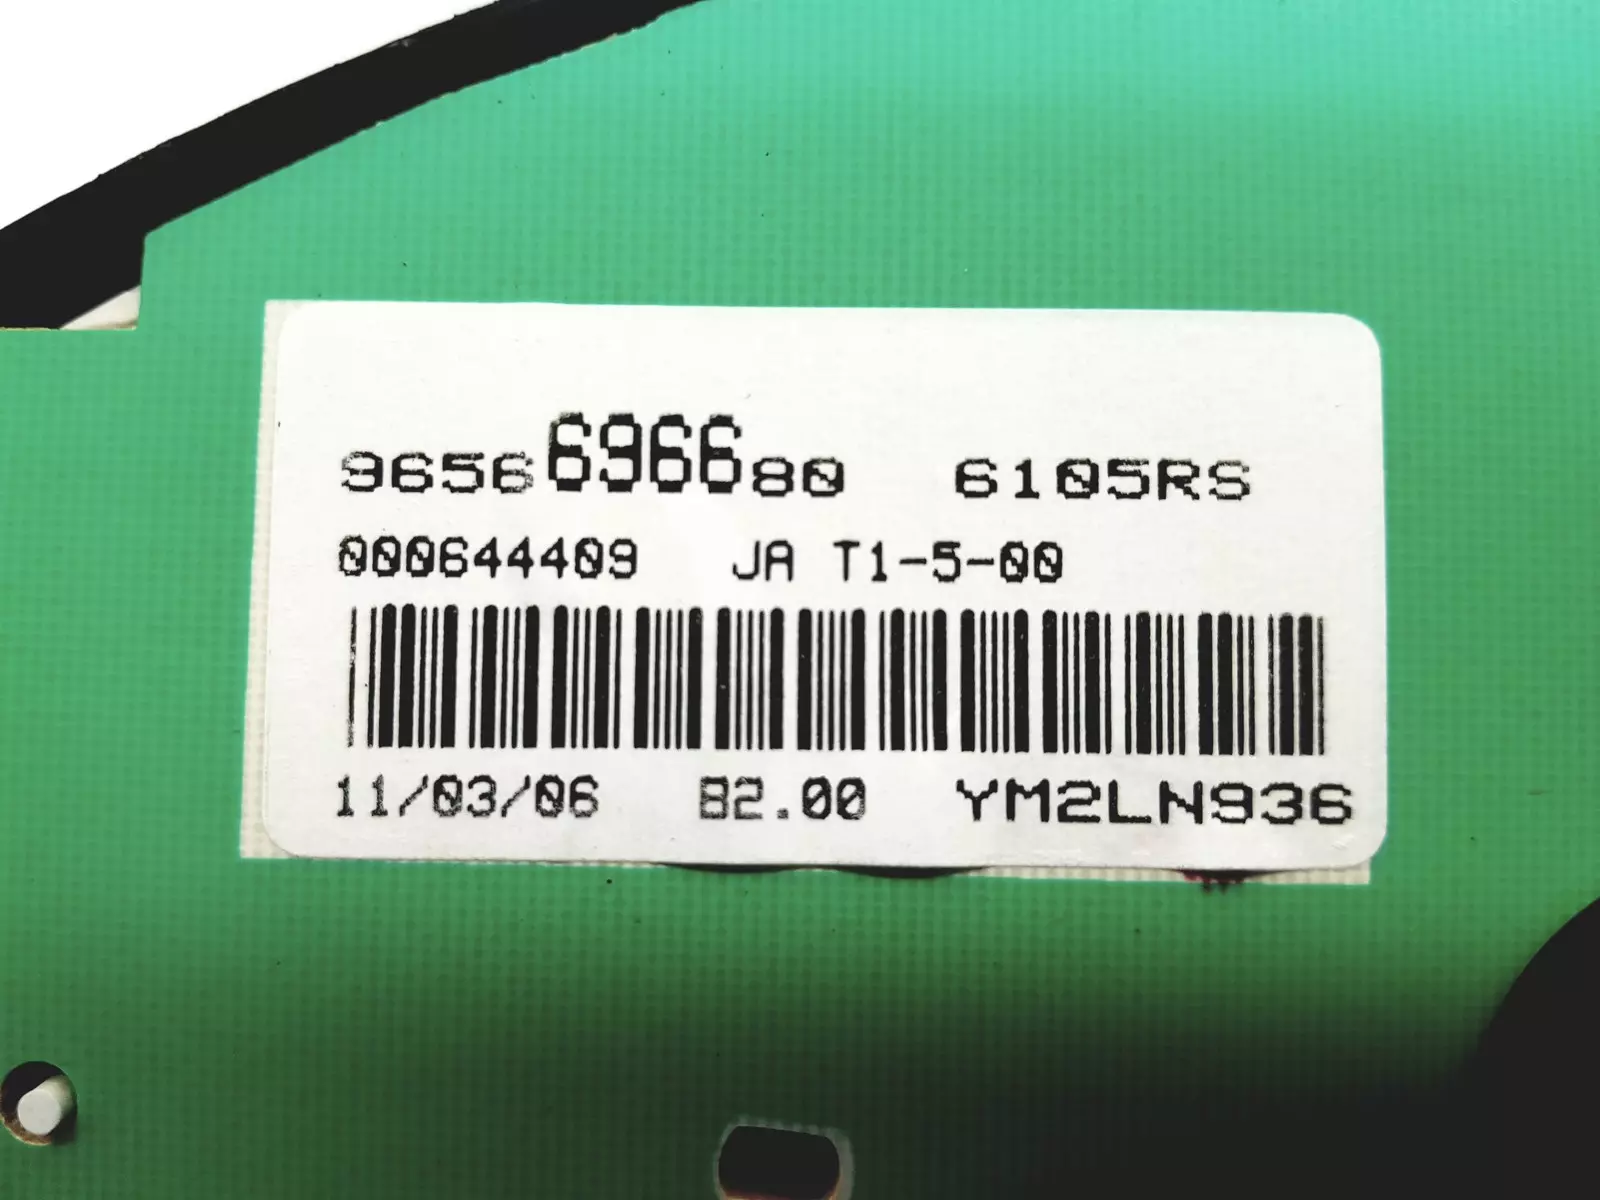 9656696680 6105RS
000644409 JA T1-5-00
11/03/06 B2.00 YM2LN936